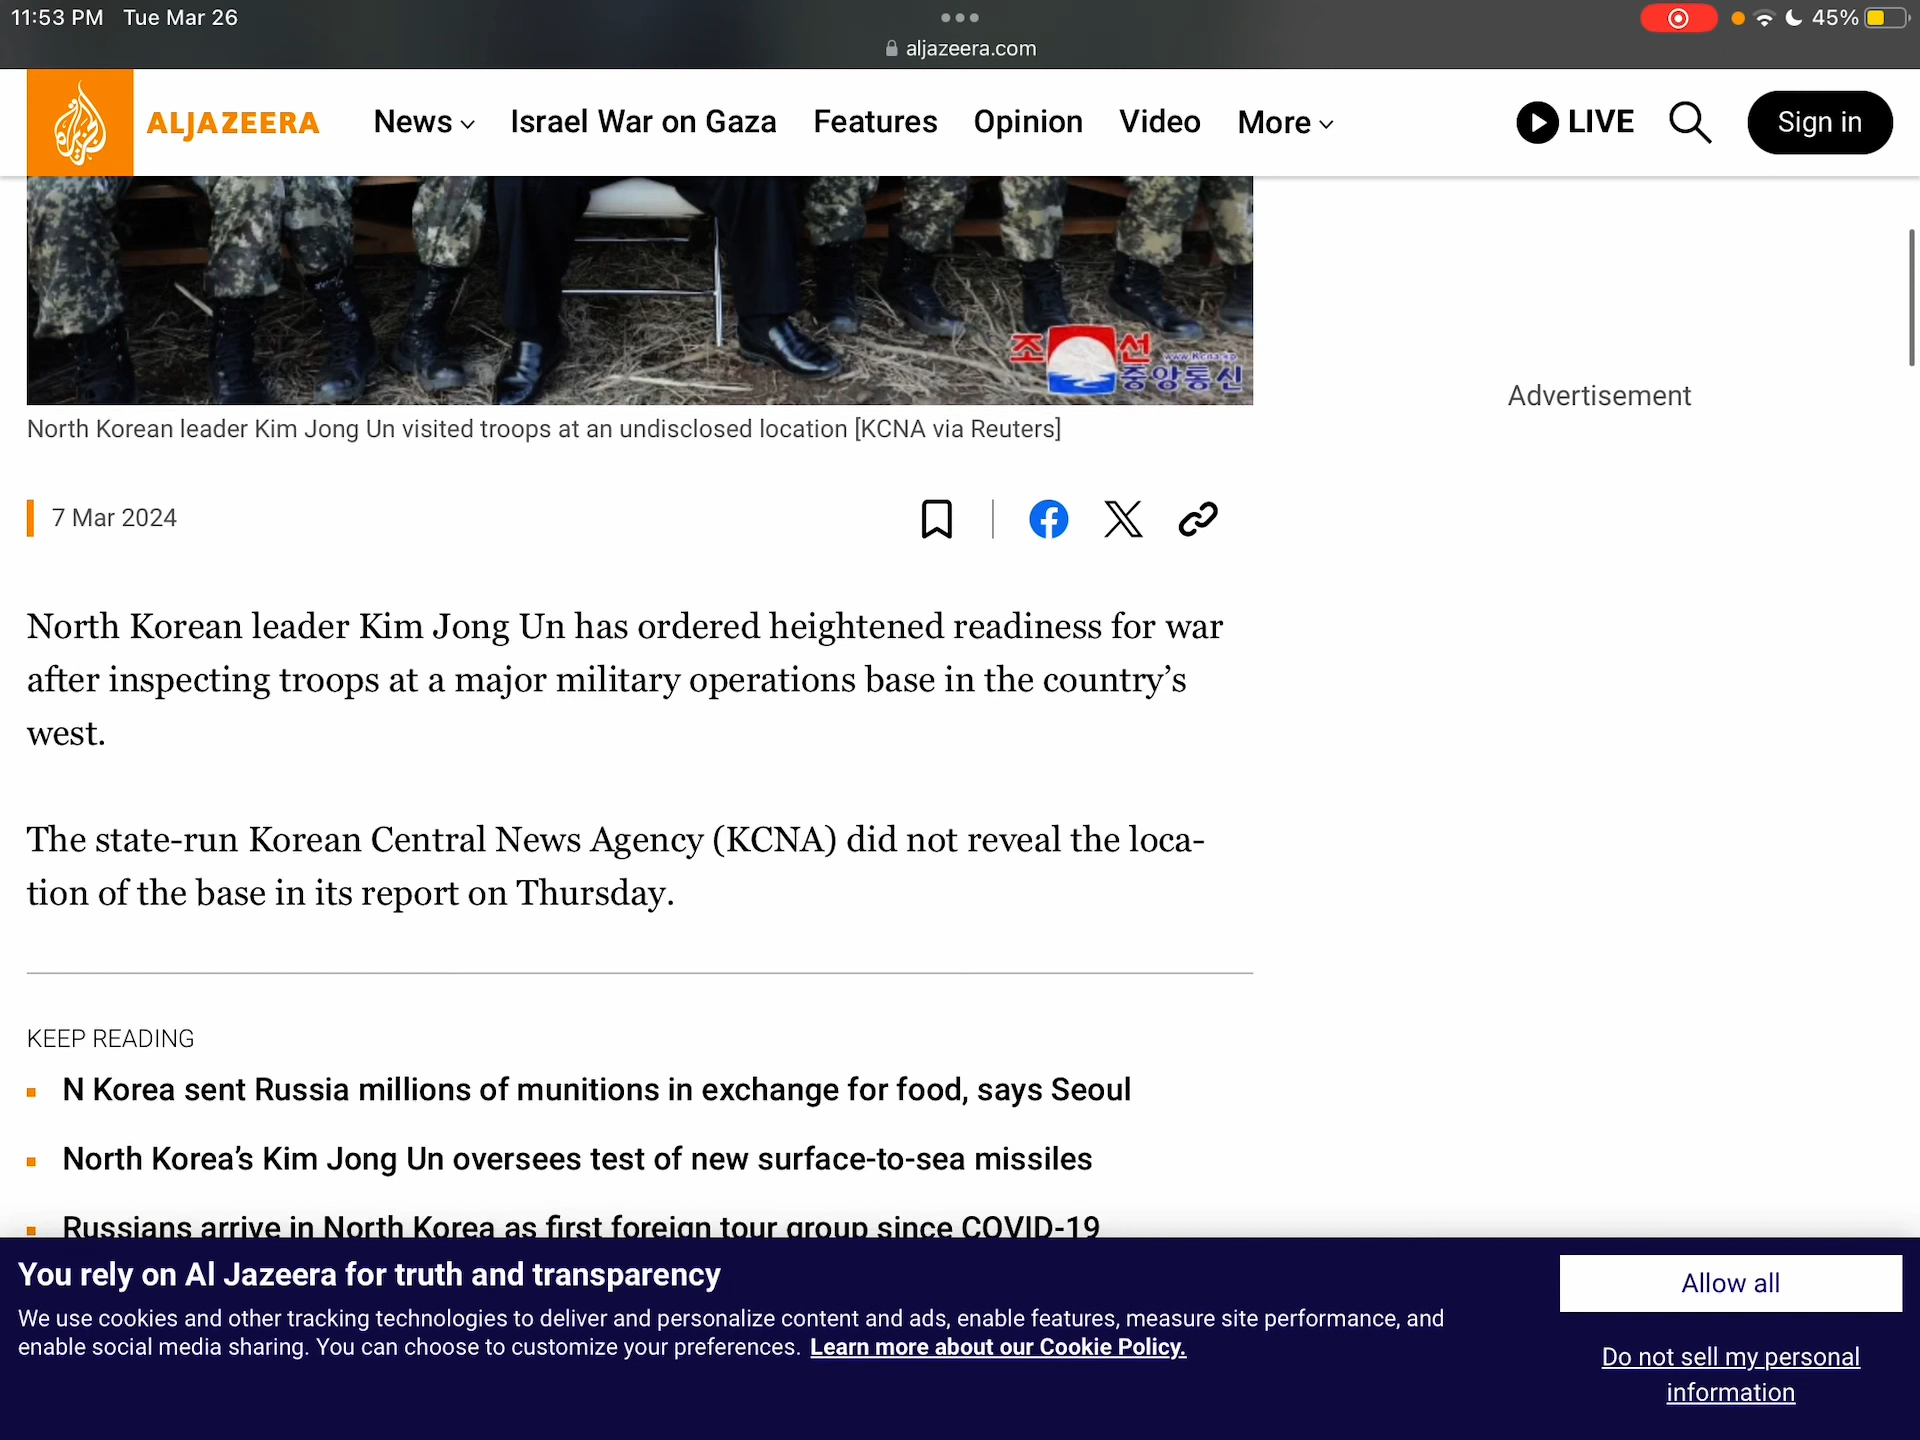 11:53 PM Tue Mar 26
45%
aljazeera.com
ALJAZEERA News Israel War on Gaza Features Opinion Video More LIVE Sign in
조선 www.kcna.kp
중앙통신
North Korean leader Kim Jong Un visited troops at an undisclosed location [KCNA via Reuters]
Advertisement
7 Mar 2024
North Korean leader Kim Jong Un has ordered heightened readiness for war
after inspecting troops at a major military operations base in the country’s
west.
The state-run Korean Central News Agency (KCNA) did not reveal the loca-
tion of the base in its report on Thursday.
KEEP READING
N Korea sent Russia millions of munitions in exchange for food, says Seoul
North Korea’s Kim Jong Un oversees test of new surface-to-sea missiles
Russians arrive in North Korea as first foreign tour group since COVID-19
You rely on Al Jazeera for truth and transparency
We use cookies and other tracking technologies to deliver and personalize content and ads, enable features, measure site performance, and
enable social media sharing. You can choose to customize your preferences. Learn more about our Cookie Policy.
Allow all
Do not sell my personal
information